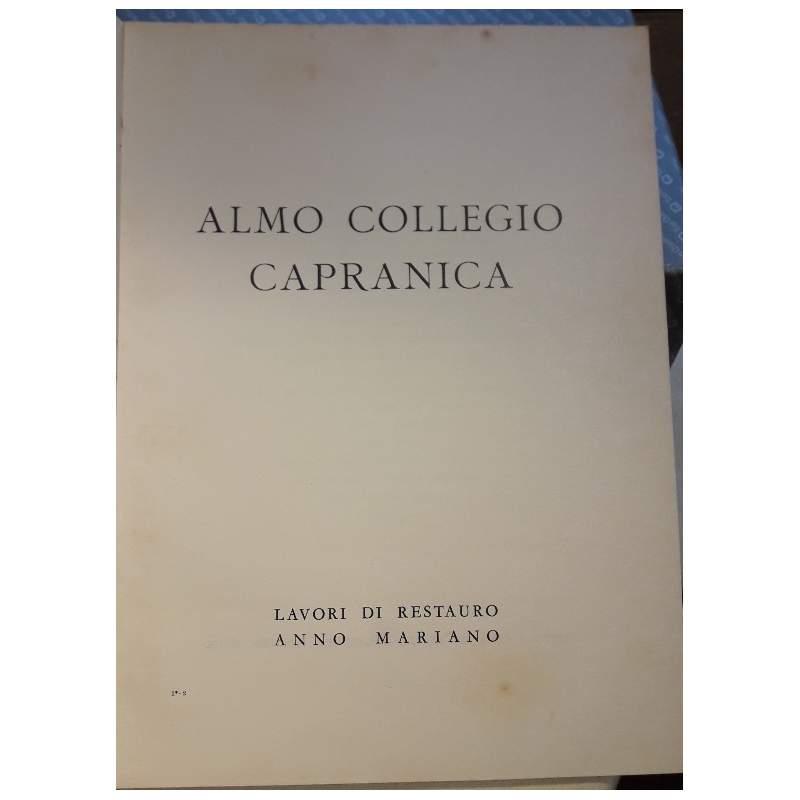 ALMO COLLEGIO
CAPRANICA
LAVORI DI RESTAURO
ANNO MARIANO